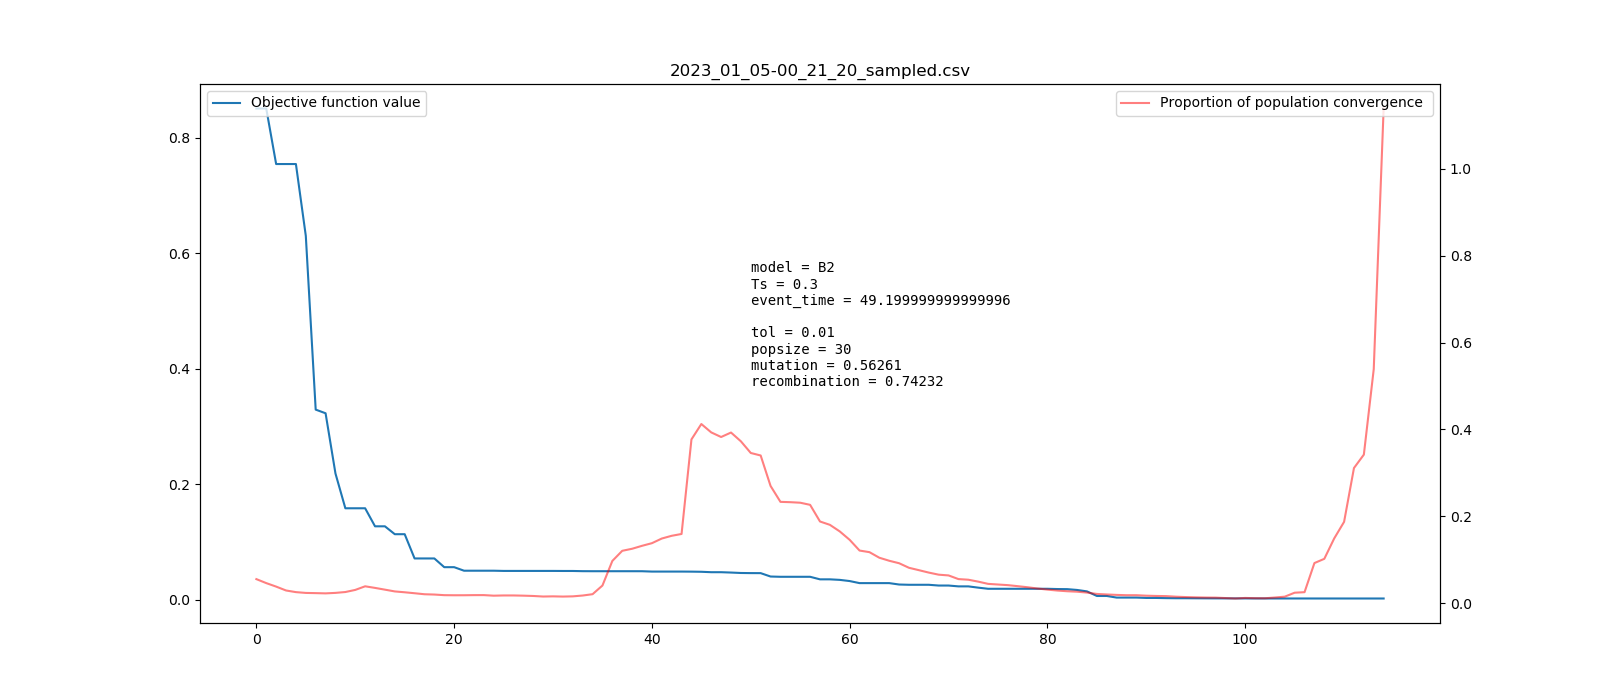 2023_01_05-00_21_20_sampled.csv
Objective function value
Proportion of population convergence
0.8
0.6
0.4
0.2
0.0
model = B2
Ts = 0.3
event_time = 49.199999999999996
tol = 0.01
popsize = 30
mutation = 0.56261
recombination = 0.74232
1.0
0.8
0.6
0.4
0.2
0.0
0 20 40 60 80 100